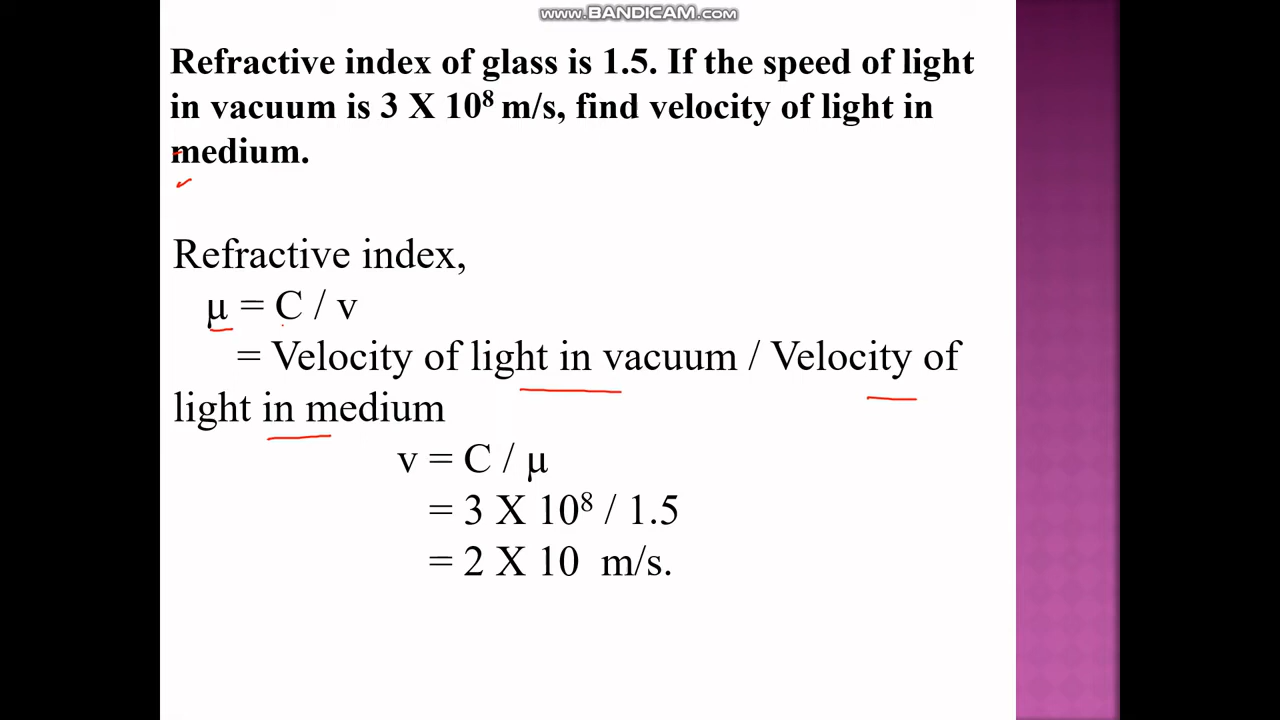 www.BANDICAM.com
Refractive index of glass is 1.5. If the speed of light
in vacuum is 3 X 10⁸ m/s, find velocity of light in
medium.
Refractive index,
μ = C / v
= Velocity of light in vacuum / Velocity of
light in medium
v = C / μ
= 3 X 10⁸ / 1.5
= 2 X 10 m/s.